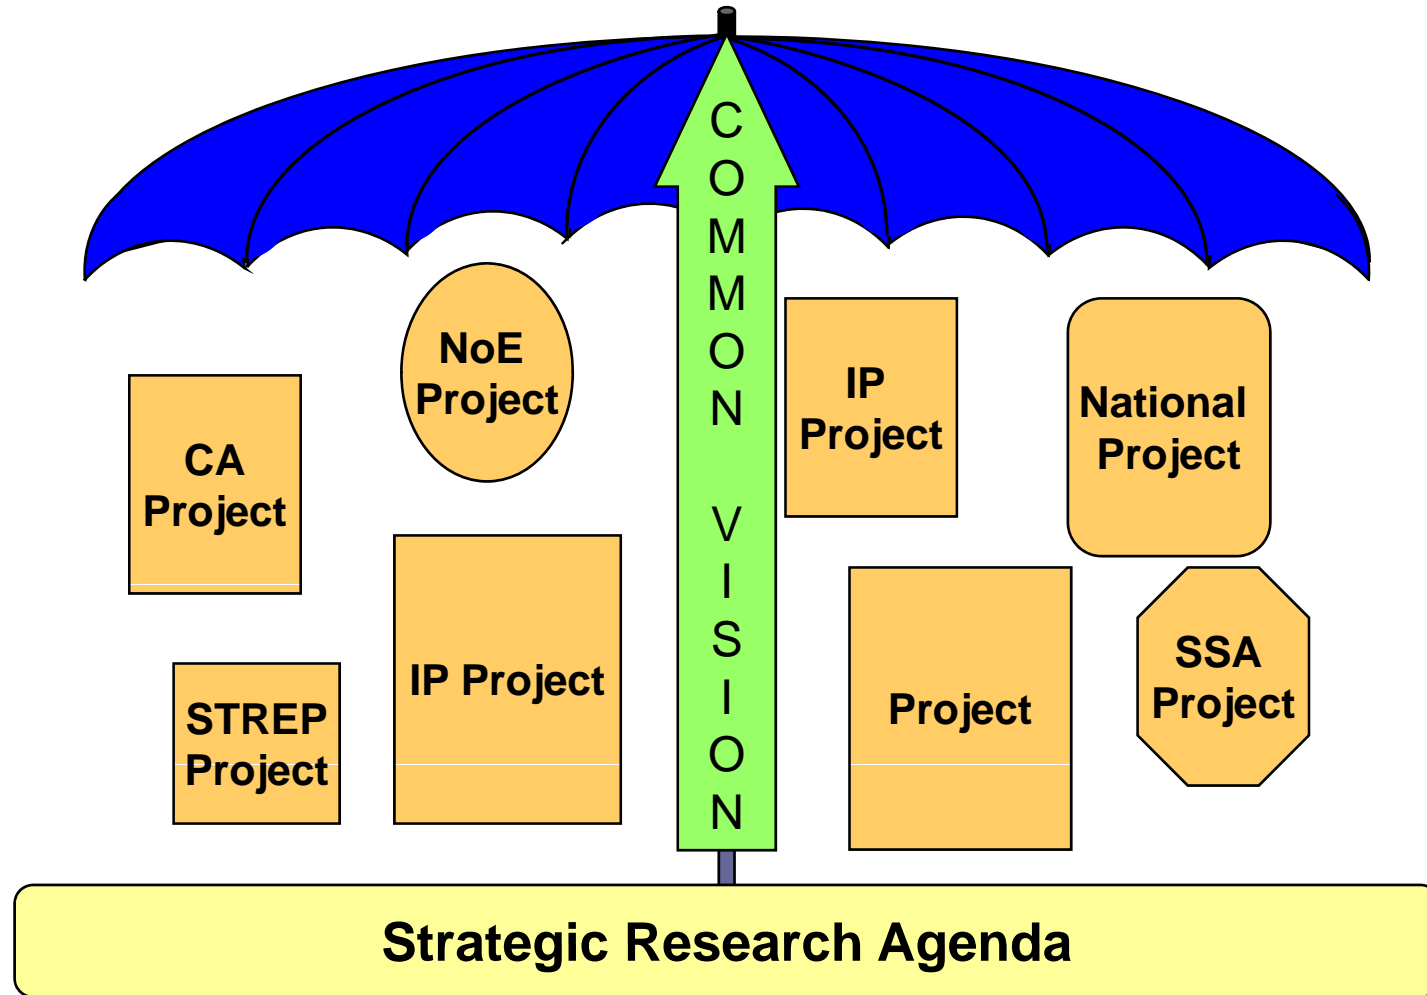 C
O
M
M
O
N
V
I
S
I
O
N
NoE
Project
IP
Project
National
Project
CA
Project
IP Project
Project
SSA
Project
STREP
Project
Strategic Research Agenda